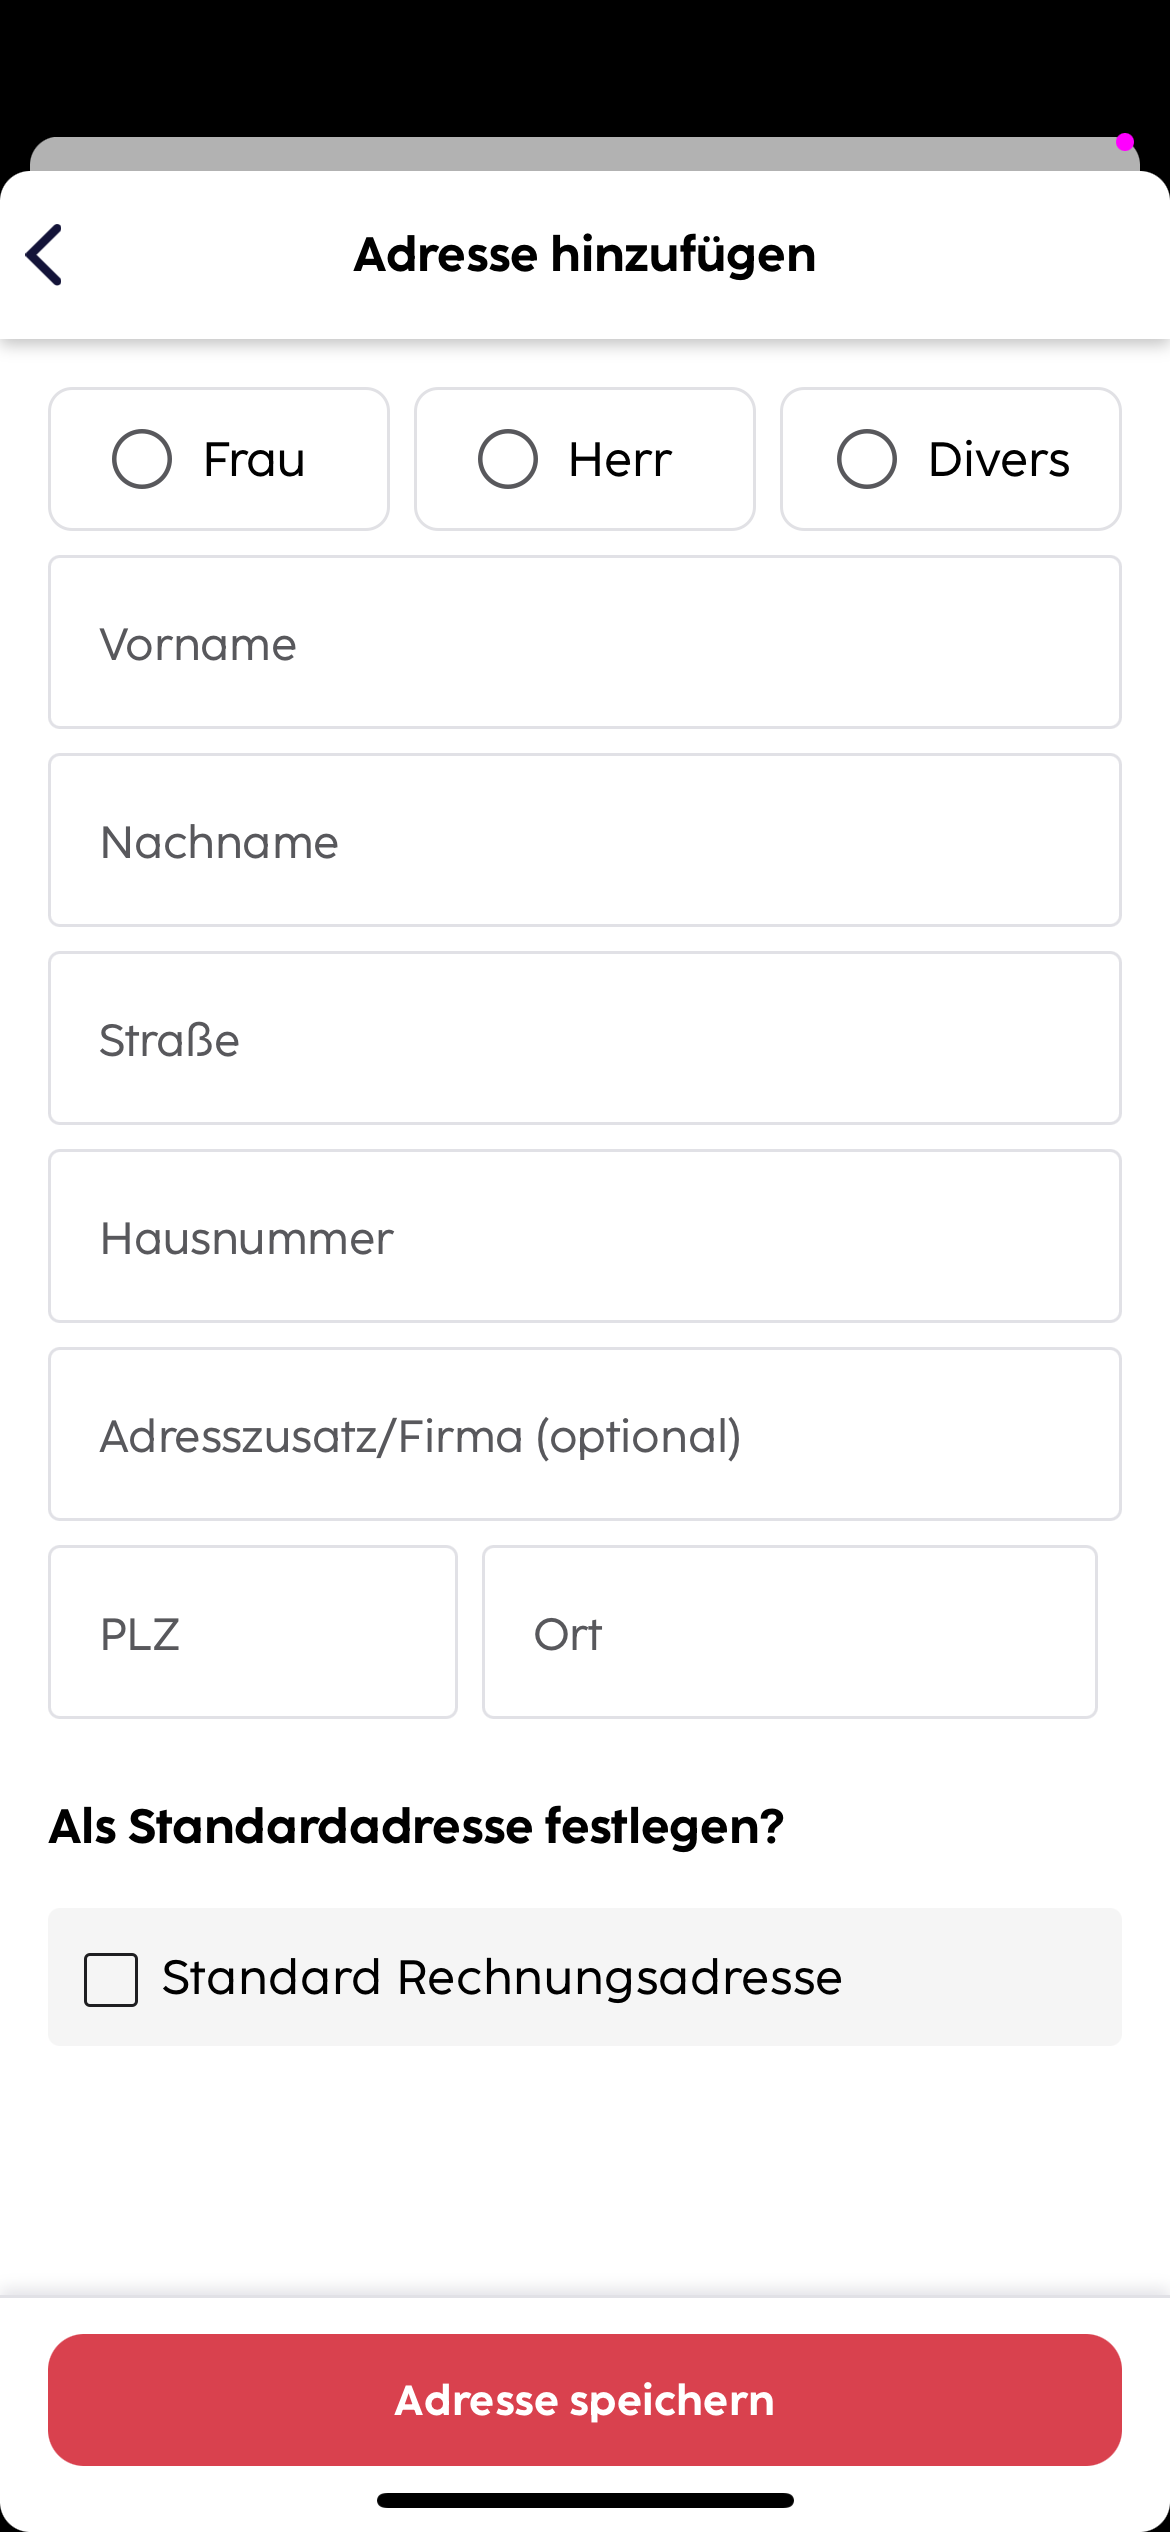 Adresse hinzufügen
Frau Herr Divers
Vorname
Nachname
Straße
Hausnummer
Adresszusatz/Firma (optional)
PLZ Ort
Als Standardadresse festlegen?
Standard Rechnungsadresse
Adresse speichern